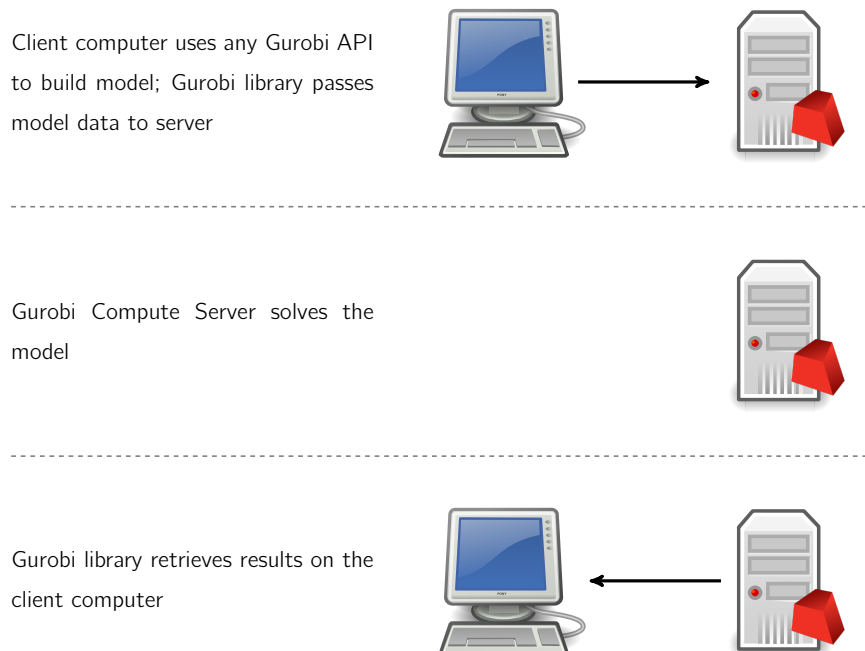 Client computer uses any Gurobi API
to build model; Gurobi library passes
model data to server
Gurobi Compute Server solves the
model
Gurobi library retrieves results on the
client computer